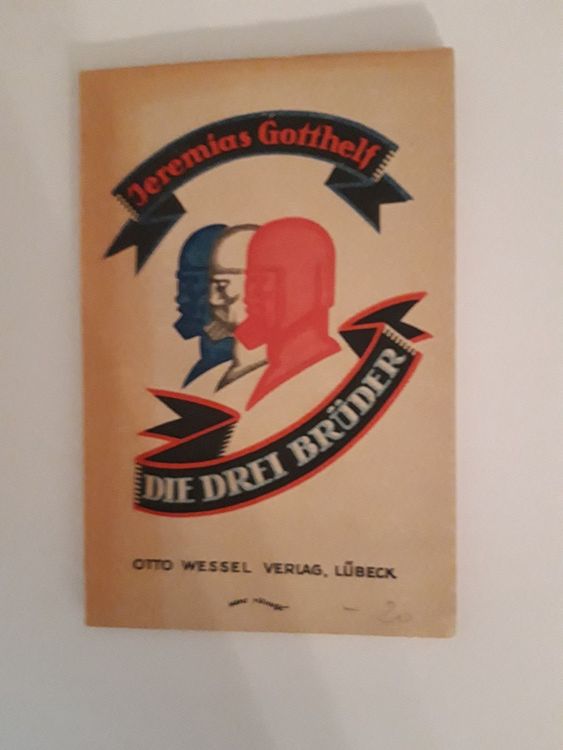 Jeremias Gotthelf
DIE DREI BRÜDER
OTTO WESSEL VERLAG, LÜBECK